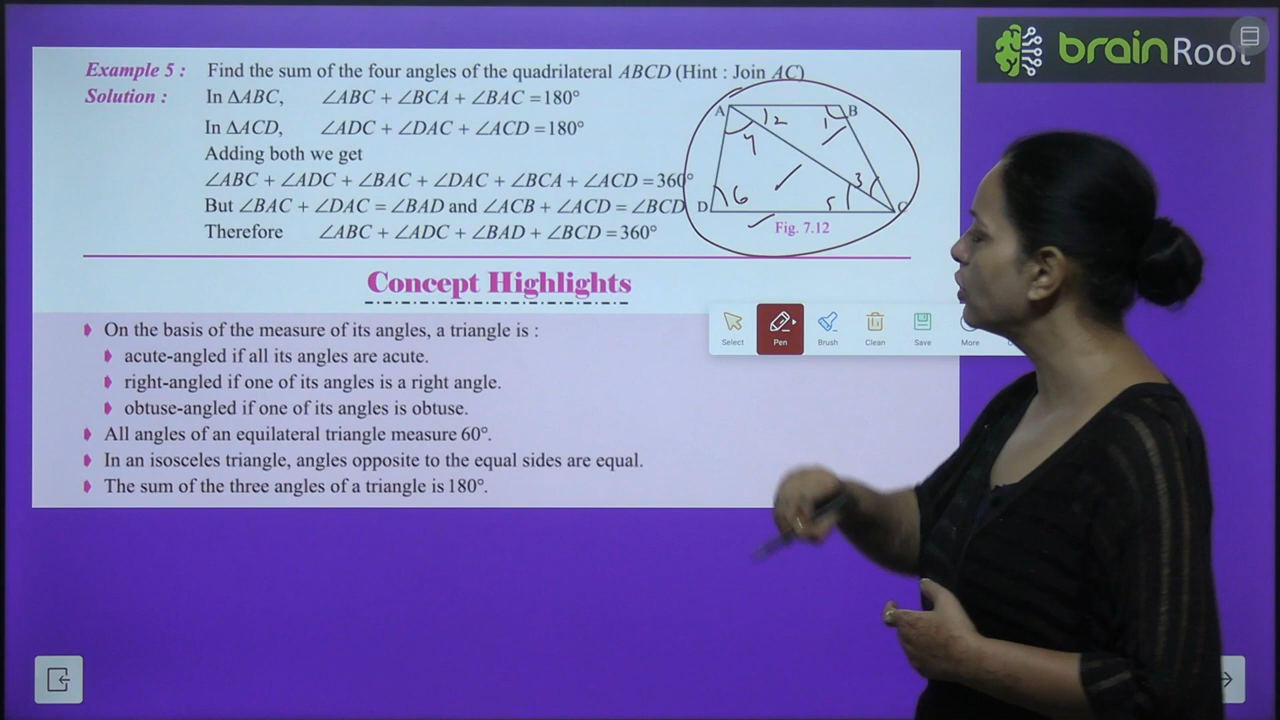 brainRoot
Example 5 : Find the sum of the four angles of the quadrilateral ABCD (Hint : Join AC)
Solution : In ΔABC, ∠ABC + ∠BCA + ∠BAC = 180°
In ΔACD, ∠ADC + ∠DAC + ∠ACD = 180°
Adding both we get
∠ABC + ∠ADC + ∠BAC + ∠DAC + ∠BCA + ∠ACD = 360°
But ∠BAC + ∠DAC = ∠BAD and ∠ACB + ∠ACD = ∠BCD
Therefore ∠ABC + ∠ADC + ∠BAD + ∠BCD = 360°
A 2 1 B
4
3
D 6 5 C
Fig. 7.12
Concept Highlights
On the basis of the measure of its angles, a triangle is :
acute-angled if all its angles are acute.
right-angled if one of its angles is a right angle.
obtuse-angled if one of its angles is obtuse.
All angles of an equilateral triangle measure 60°.
In an isosceles triangle, angles opposite to the equal sides are equal.
The sum of the three angles of a triangle is 180°.
Select Pen Brush Clean Save More